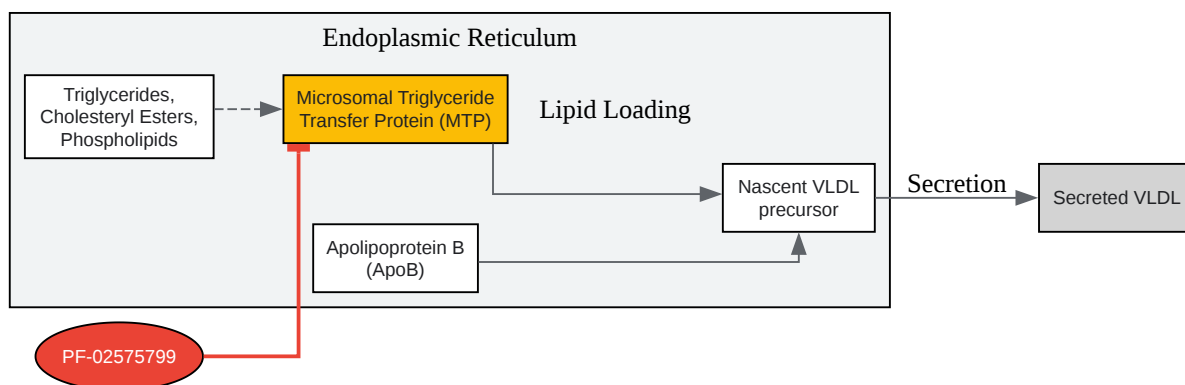 Endoplasmic Reticulum
Triglycerides,
Cholesteryl Esters,
Phospholipids
Microsomal Triglyceride
Transfer Protein (MTP)
Lipid Loading
Nascent VLDL
precursor
Secretion
Secreted VLDL
Apolipoprotein B
(ApoB)
PF-02575799